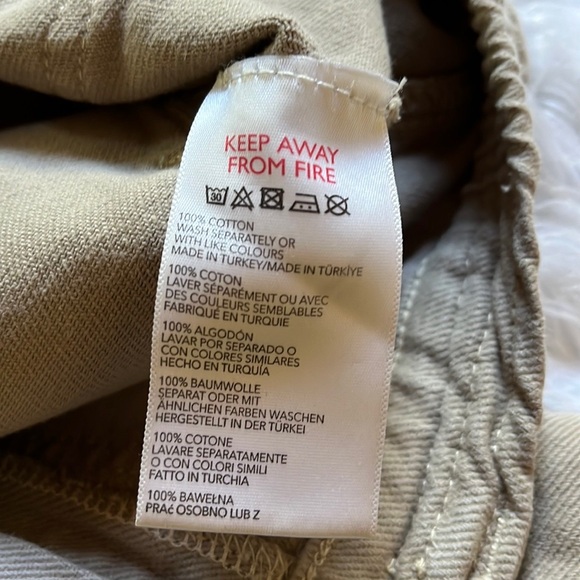 KEEP AWAY
FROM FIRE
30
100% COTTON
WASH SEPARATELY OR
WITH LIKE COLOURS
MADE IN TURKEY/MADE IN TÜRKİYE
100% COTON
LAVER SÉPARÉMENT OU AVEC
DES COULEURS SEMBLABLES
FABRIQUÉ EN TURQUIE
100% ALGODÓN
LAVAR POR SEPARADO O
CON COLORES SIMILARES
HECHO EN TURQUÍA
100% BAUMWOLLE
SEPARAT ODER MIT
ÄHNLICHEN FARBEN WASCHEN
HERGESTELLT IN DER TÜRKEI
100% COTONE
LAVARE SEPARATAMENTE
O CON COLORI SIMILI
FATTO IN TURCHIA
100% BAWEŁNA
PRAć OSOBNO LUB Z